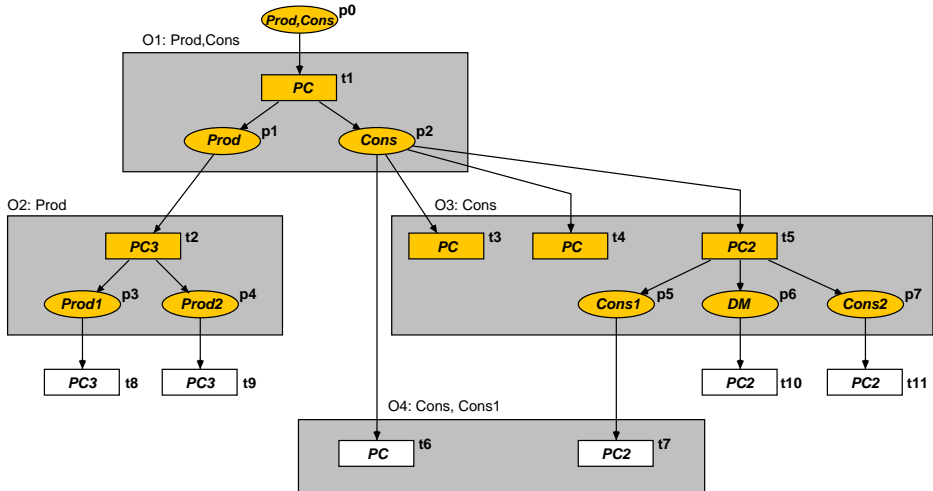 Prod,Cons p0
O1: Prod,Cons
PC t1
Prod p1 Cons p2
O2: Prod O3: Cons
PC3 t2 PC t3 PC t4 PC2 t5
Prod1 p3 Prod2 p4 Cons1 p5 DM p6 Cons2 p7
PC3 t8 PC3 t9 PC2 t10 PC2 t11
O4: Cons, Cons1
PC t6 PC2 t7